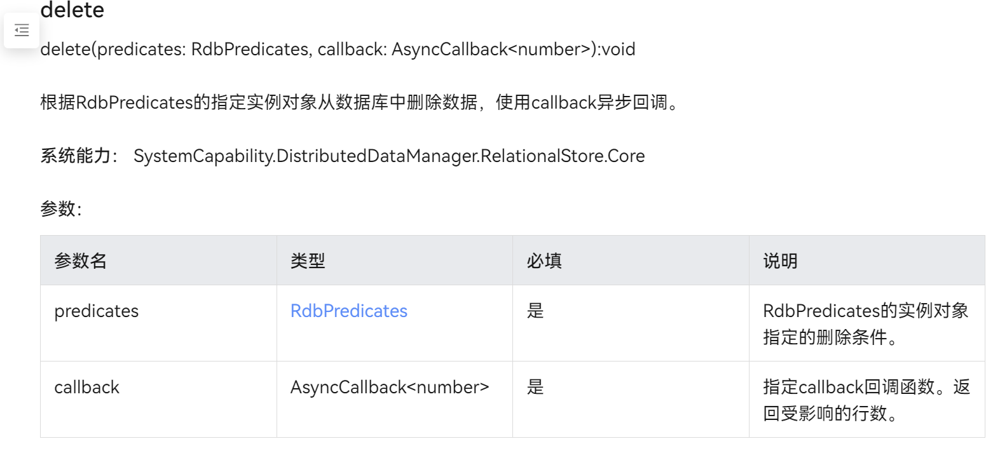 delete
delete(predicates: RdbPredicates, callback: AsyncCallback<number>):void
根据RdbPredicates的指定实例对象从数据库中删除数据，使用callback异步回调。
系统能力： SystemCapability.DistributedDataManager.RelationalStore.Core
参数：
参数名 类型 必填 说明
predicates RdbPredicates 是 RdbPredicates的实例对象
指定的删除条件。
callback AsyncCallback<number> 是 指定callback回调函数。返
回受影响的行数。